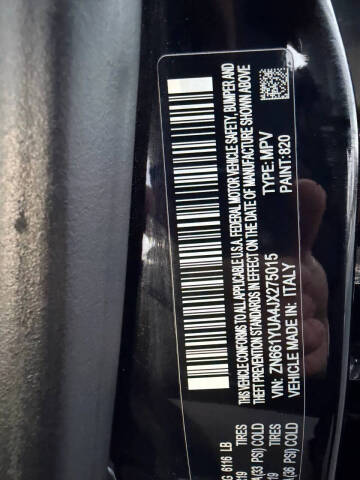 THIS VEHICLE CONFORMS TO ALL APPLICABLE U.S.A. FEDERAL MOTOR VEHICLE SAFETY, BUMPER AND
THEFT PREVENTION STANDARDS IN EFFECT ON THE DATE OF MANUFACTURE SHOWN ABOVE
VIN: ZN661YUA4JX275015 TYPE: MPV
VEHICLE MADE IN: ITALY PAINT: 820
G 6116 LB
TIRES
(33 PSI) COLD
TIRES
(36 PSI) COLD